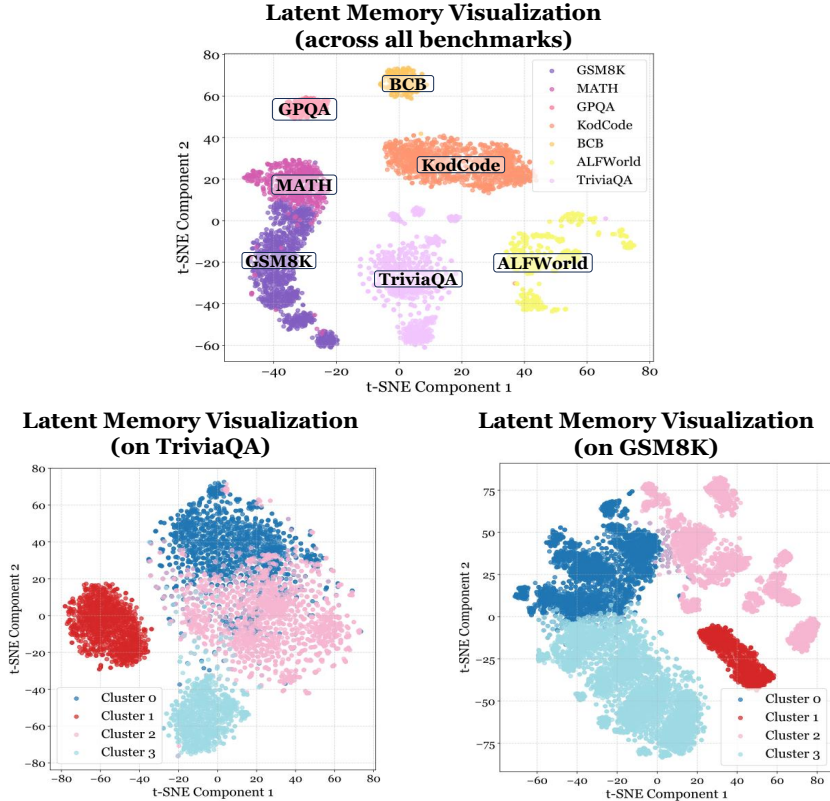 Latent Memory Visualization
(across all benchmarks)
80
60
40
20
0
−20
−40
−60
t-SNE Component 2
−40
−20
0
20
40
60
80
t-SNE Component 1
GSM8K
MATH
GPQA
KodCode
BCB
ALFWorld
TriviaQA
BCB
GPQA
KodCode
MATH
GSM8K
TriviaQA
ALFWorld
Latent Memory Visualization
(on TriviaQA)
80
60
40
20
0
−20
−40
−60
−80
t-SNE Component 2
Cluster 0
Cluster 1
Cluster 2
Cluster 3
−80
−60
−40
−20
0
20
40
60
80
t-SNE Component 1
Latent Memory Visualization
(on GSM8K)
75
50
25
0
−25
−50
−75
t-SNE Component 2
Cluster 0
Cluster 1
Cluster 2
Cluster 3
−60
−40
−20
0
20
40
60
80
t-SNE Component 1